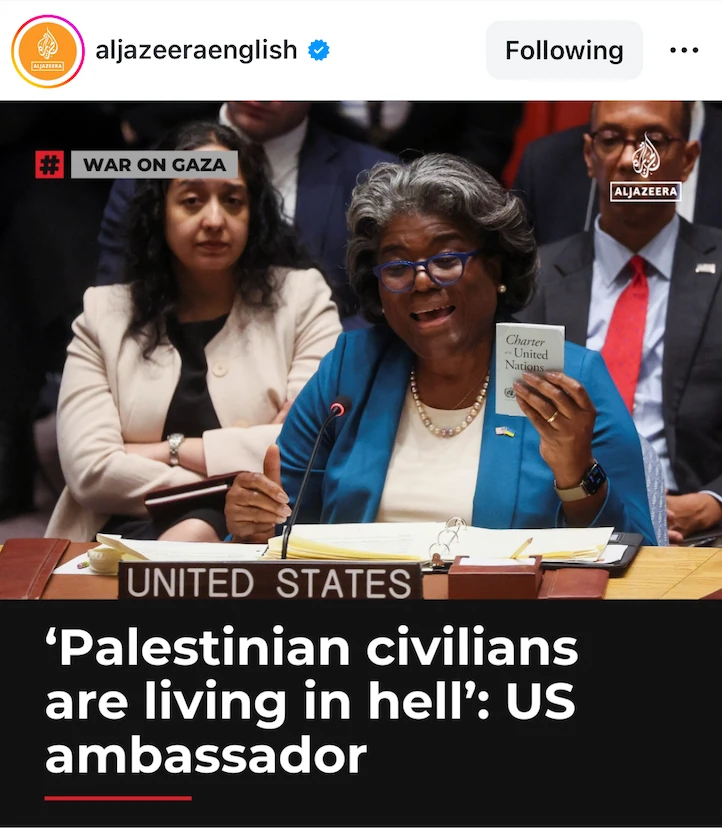 aljazeeraenglish
Following
ALJAZEERA
# WAR ON GAZA
ALJAZEERA
Charter
United
Nations
UNITED STATES
‘Palestinian civilians
are living in hell’: US
ambassador